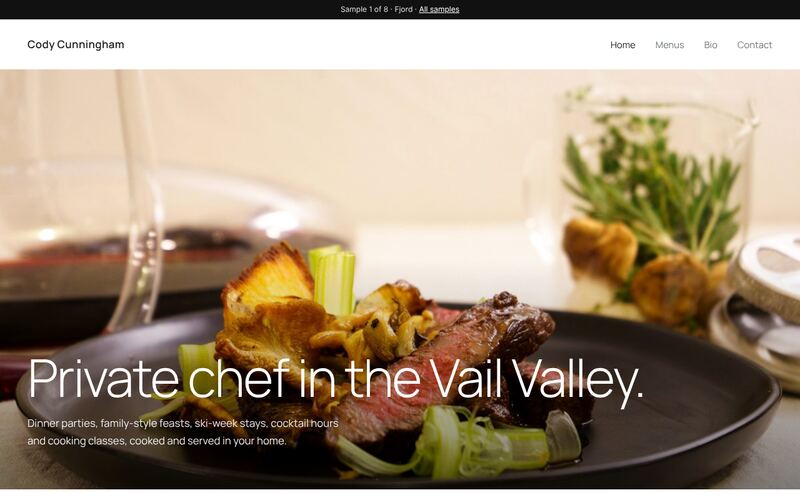 Sample 1 of 8 · Fjord · All samples
Cody Cunningham
Home Menus Bio Contact
Private chef in the Vail Valley.
Dinner parties, family-style feasts, ski-week stays, cocktail hours
and cooking classes, cooked and served in your home.